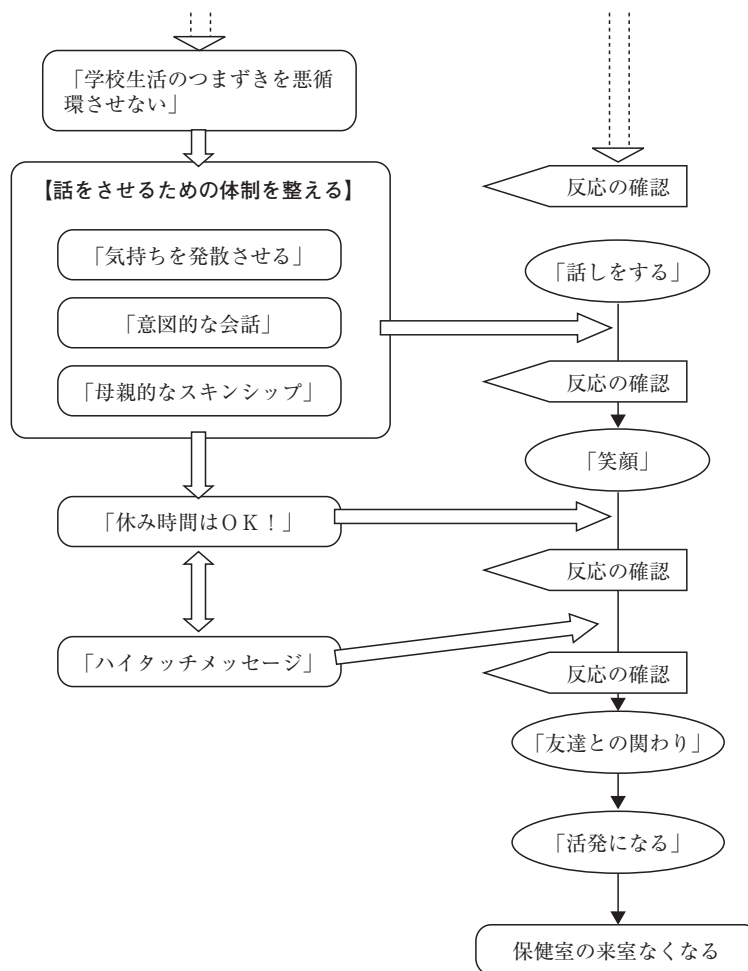 「学校生活のつまずきを悪循
環させない」
【話をさせるための体制を整える】
「気持ちを発散させる」
「意図的な会話」
「母親的なスキンシップ」
「休み時間はＯＫ！」
「ハイタッチメッセージ」
反応の確認
「話しをする」
反応の確認
「笑顔」
反応の確認
反応の確認
「友達との関わり」
「活発になる」
保健室の来室なくなる